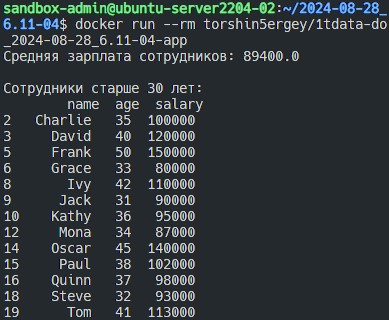 sandbox-admin@ubuntu-server2204-02:~/2024-08-28_
6.11-04$ docker run --rm torshin5ergey/1tdata-do
_2024-08-28_6.11-04-app
Средняя зарплата сотрудников: 89400.0
Сотрудники старше 30 лет:
name age salary
2 Charlie 35 100000
3 David 40 120000
5 Frank 50 150000
6 Grace 33 80000
8 Ivy 42 110000
9 Jack 31 90000
10 Kathy 36 95000
12 Mona 34 87000
14 Oscar 45 140000
15 Paul 38 102000
16 Quinn 37 98000
18 Steve 32 93000
19 Tom 41 113000